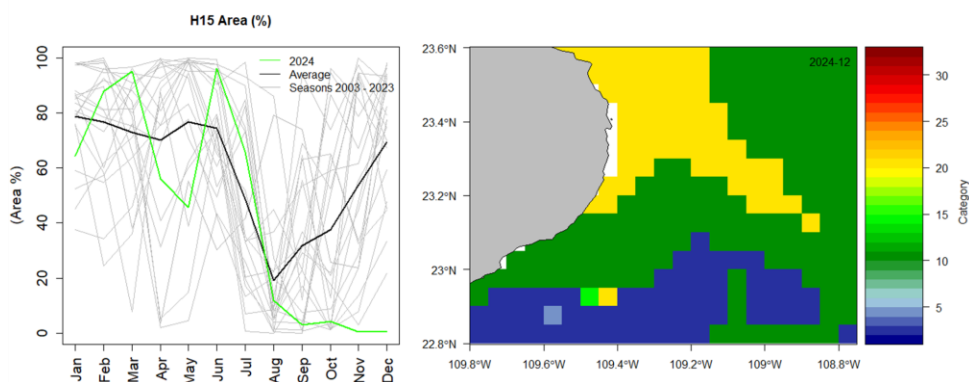 H15 Area (%)
(Area %)
100
80
60
40
20
0
2024
Average
Seasons 2003 - 2023
Jan
Feb
Mar
Apr
May
Jun
Jul
Aug
Sep
Oct
Nov
Dec
23.6°N
23.4°N
23.2°N
23°N
22.8°N
109.8°W
109.6°W
109.4°W
109.2°W
109°W
108.8°W
2024-12
30
25
20
15
10
5
Category